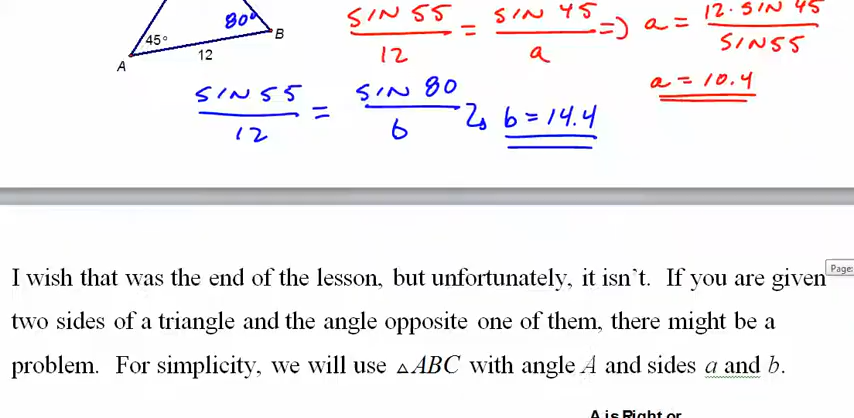 80°
B
45°
12
A
SIN 55 / 12 = SIN 45 / a => a = 12 · SIN 45 / SIN 55
a = 10.4
SIN 55 / 12 = SIN 80 / b
b = 14.4
I wish that was the end of the lesson, but unfortunately, it isn't. If you are given
Page:
two sides of a triangle and the angle opposite one of them, there might be a
problem. For simplicity, we will use △ABC with angle A and sides a and b.
A is Right or